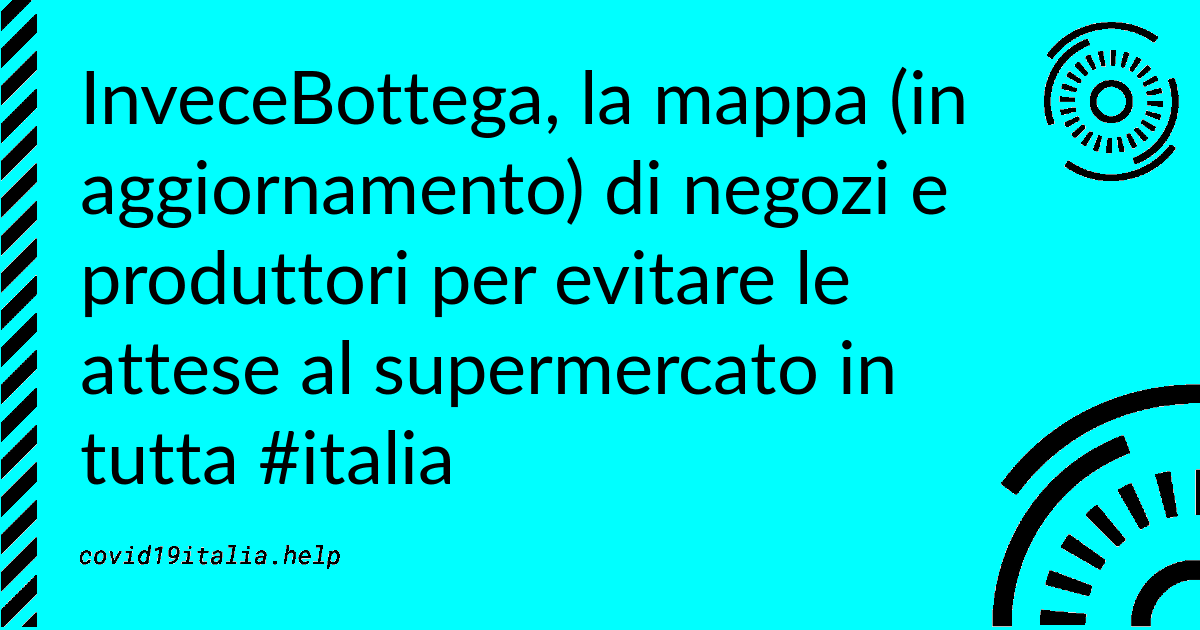 InveceBottega, la mappa (in
aggiornamento) di negozi e
produttori per evitare le
attese al supermercato in
tutta #italia
covid19italia.help